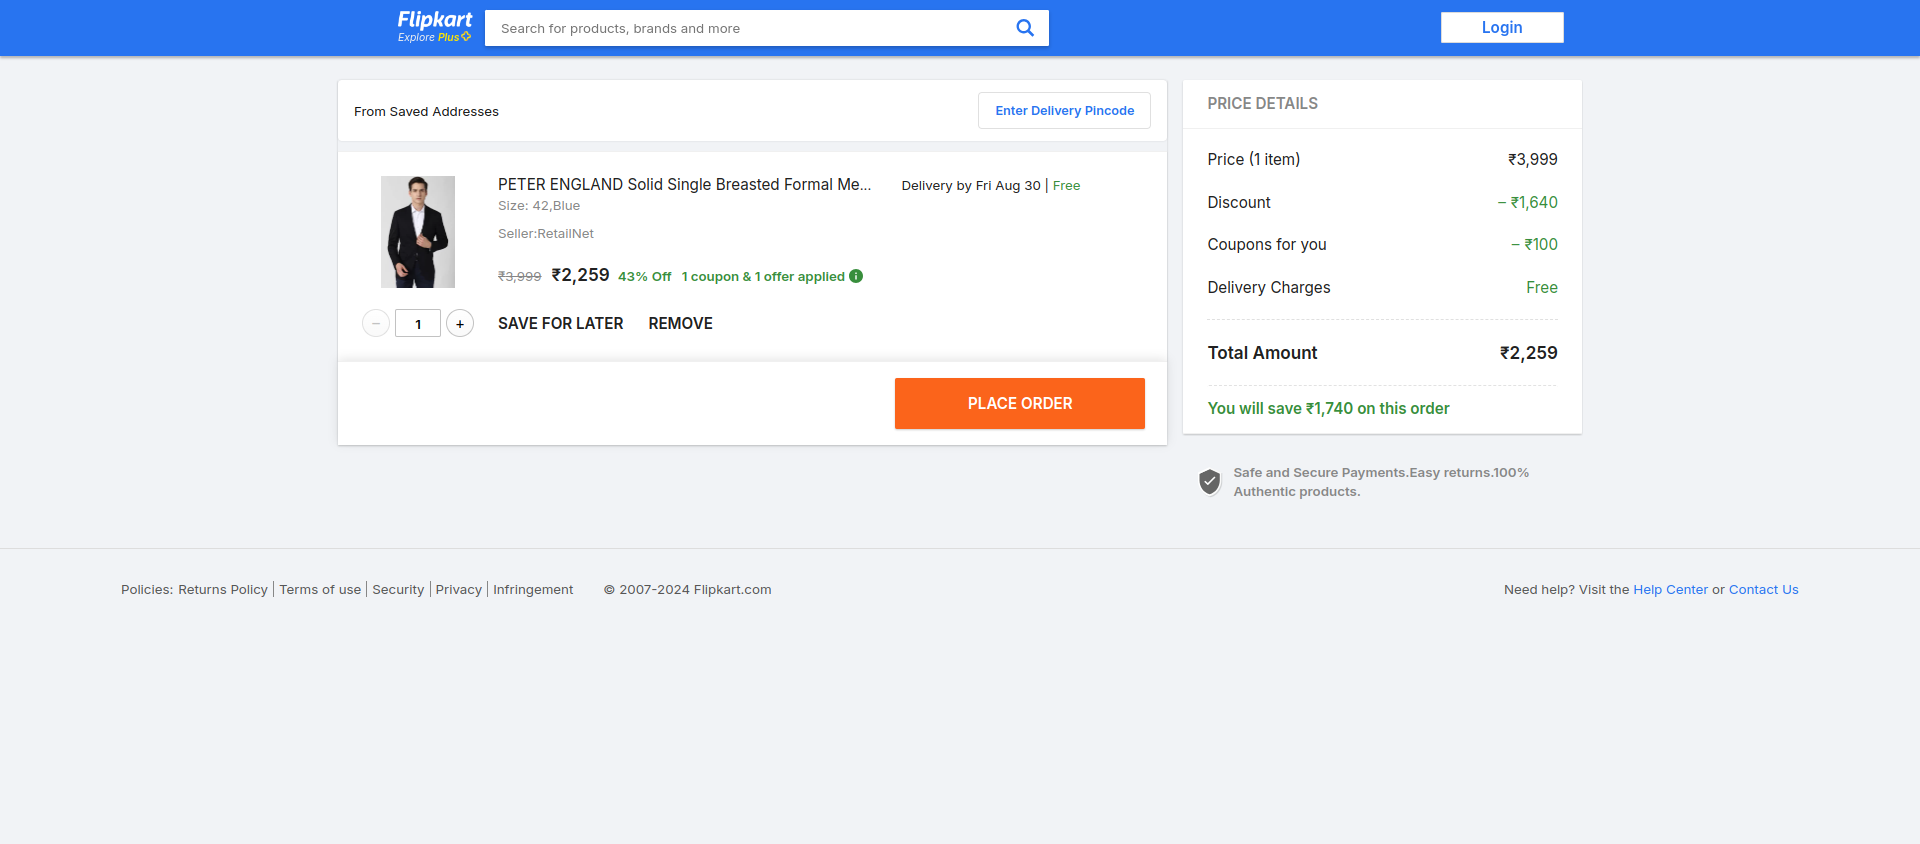 Flipkart
Explore Plus
Search for products, brands and more
Login
From Saved Addresses
Enter Delivery Pincode
PETER ENGLAND Solid Single Breasted Formal Me...
Size: 42,Blue
Seller:RetailNet
₹3,999 ₹2,259 43% Off 1 coupon & 1 offer applied
Delivery by Fri Aug 30 | Free
− 1 +
SAVE FOR LATER REMOVE
PLACE ORDER
PRICE DETAILS
Price (1 item) ₹3,999
Discount − ₹1,640
Coupons for you − ₹100
Delivery Charges Free
Total Amount ₹2,259
You will save ₹1,740 on this order
Safe and Secure Payments.Easy returns.100%
Authentic products.
Policies: Returns Policy | Terms of use | Security | Privacy | Infringement © 2007-2024 Flipkart.com
Need help? Visit the Help Center or Contact Us